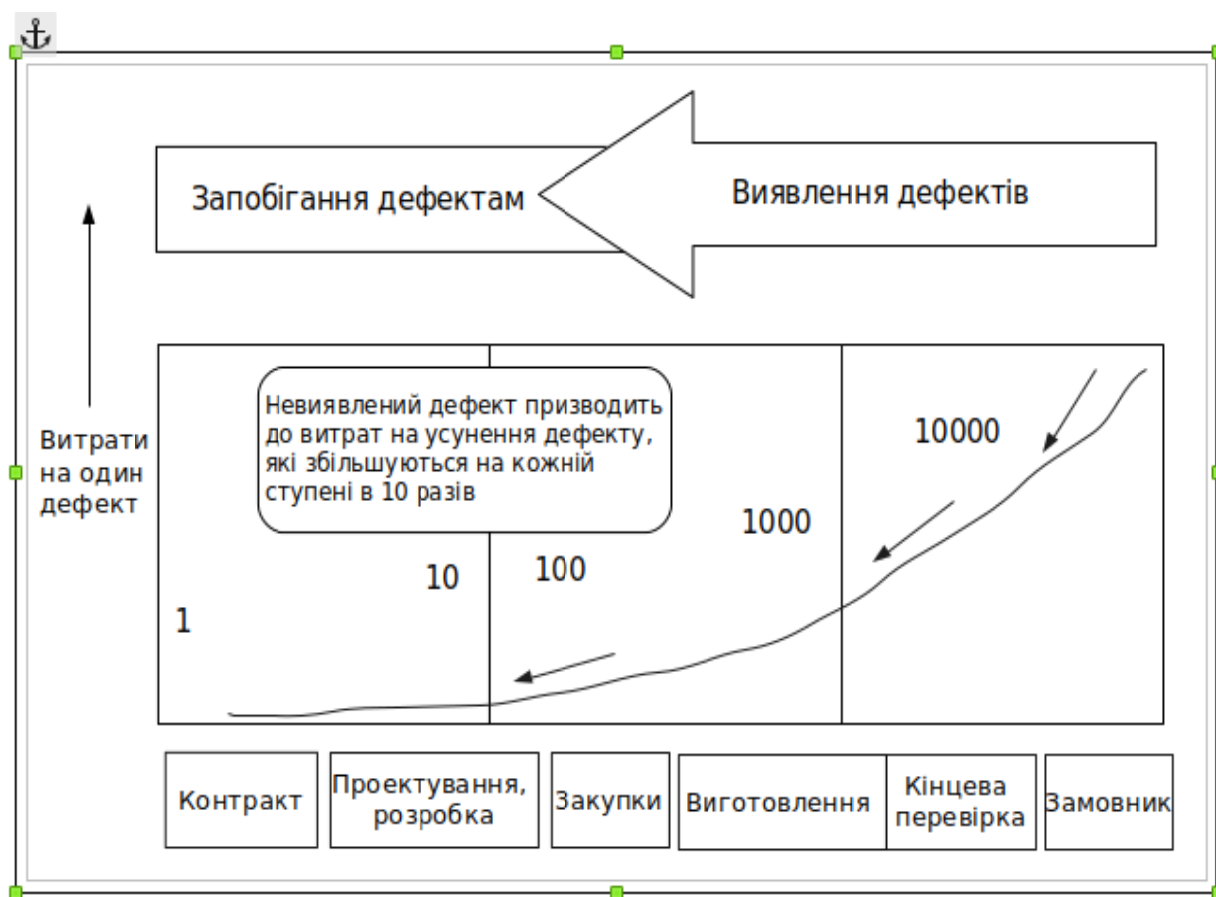 Запобігання дефектам
Виявлення дефектів
Витрати
на один
дефект
Невиявлений дефект призводить
до витрат на усунення дефекту,
які збільшуються на кожній
ступені в 10 разів
1
10
100
1000
10000
Контракт
Проектування,
розробка
Закупки
Виготовлення
Кінцева
перевірка
Замовник